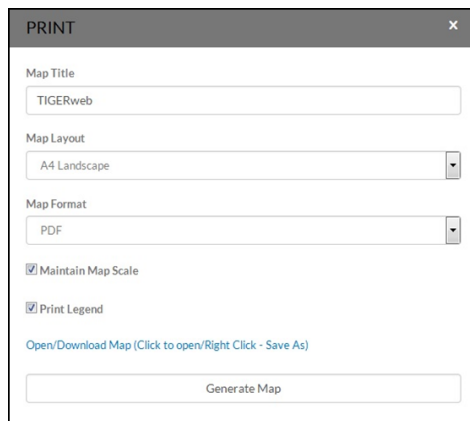 PRINT
×
Map Title
TIGERweb
Map Layout
A4 Landscape
Map Format
PDF
Maintain Map Scale
Print Legend
Open/Download Map (Click to open/Right Click - Save As)
Generate Map